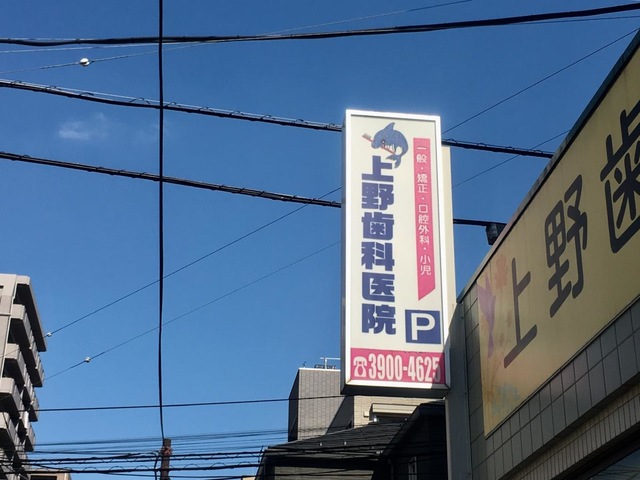 一般・矯正・口腔外科・小児
上野歯科医院
P
☎3900-4625
上野歯